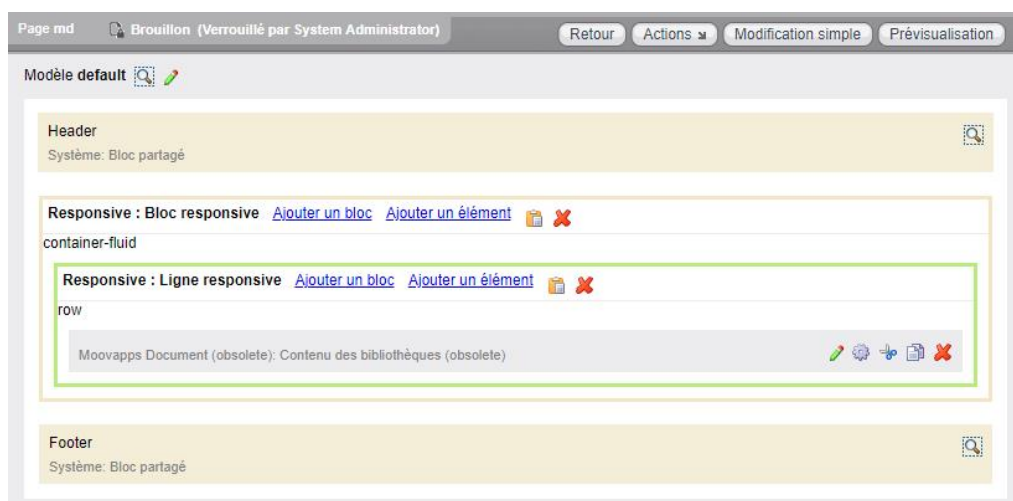 Page md Brouillon (Verrouillé par System Administrator) Retour Actions Modification simple Prévisualisation
Modèle default
Header
Système: Bloc partagé
Responsive : Bloc responsive Ajouter un bloc Ajouter un élément
container-fluid
Responsive : Ligne responsive Ajouter un bloc Ajouter un élément
row
Moovapps Document (obsolete): Contenu des bibliothèques (obsolete)
Footer
Système: Bloc partagé